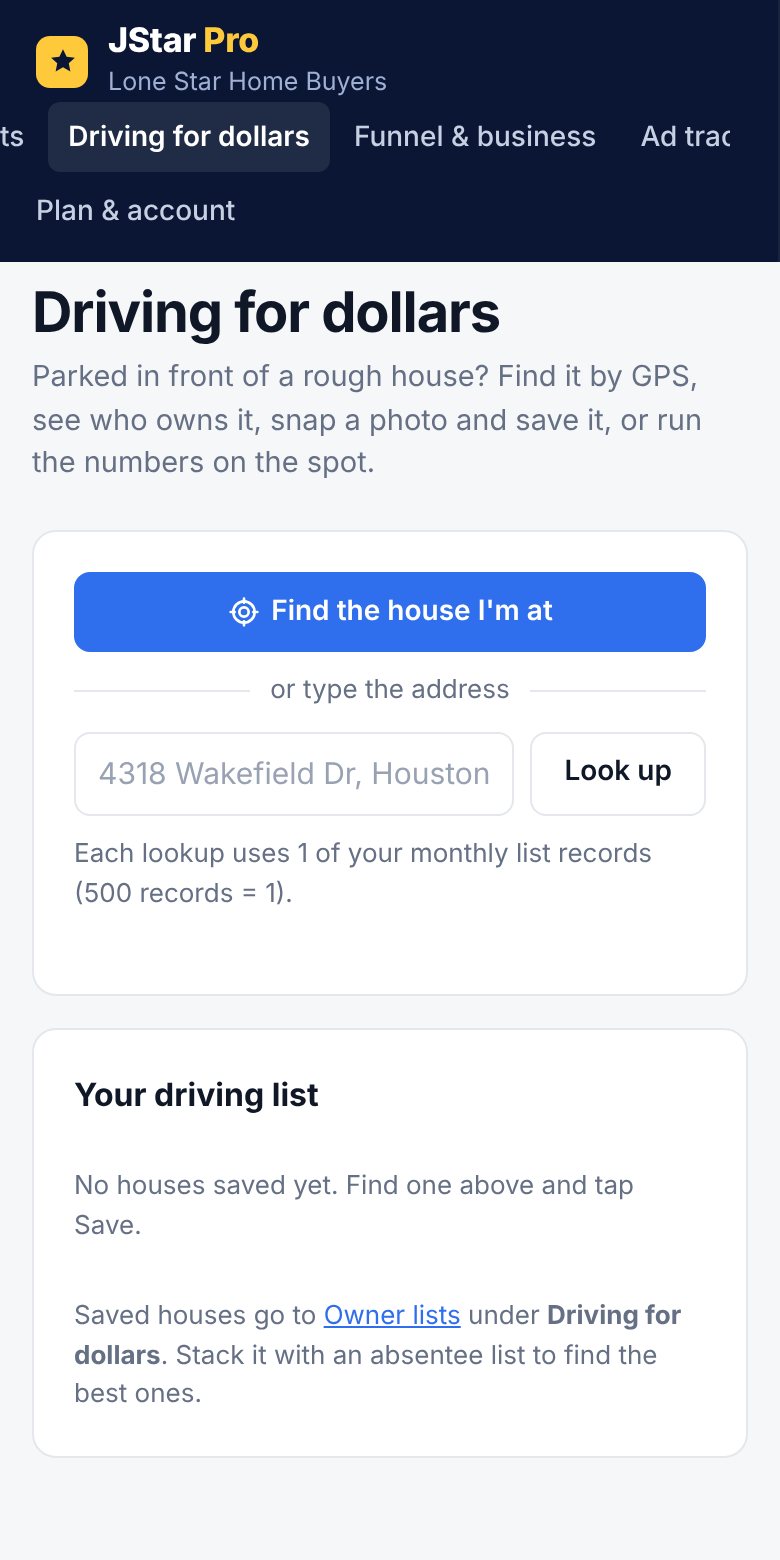 JStar Pro
Lone Star Home Buyers
ts Driving for dollars Funnel & business Ad trac
Plan & account
Driving for dollars
Parked in front of a rough house? Find it by GPS,
see who owns it, snap a photo and save it, or run
the numbers on the spot.
Find the house I'm at
or type the address
4318 Wakefield Dr, Houston Look up
Each lookup uses 1 of your monthly list records
(500 records = 1).
Your driving list
No houses saved yet. Find one above and tap
Save.
Saved houses go to Owner lists under Driving for
dollars. Stack it with an absentee list to find the
best ones.